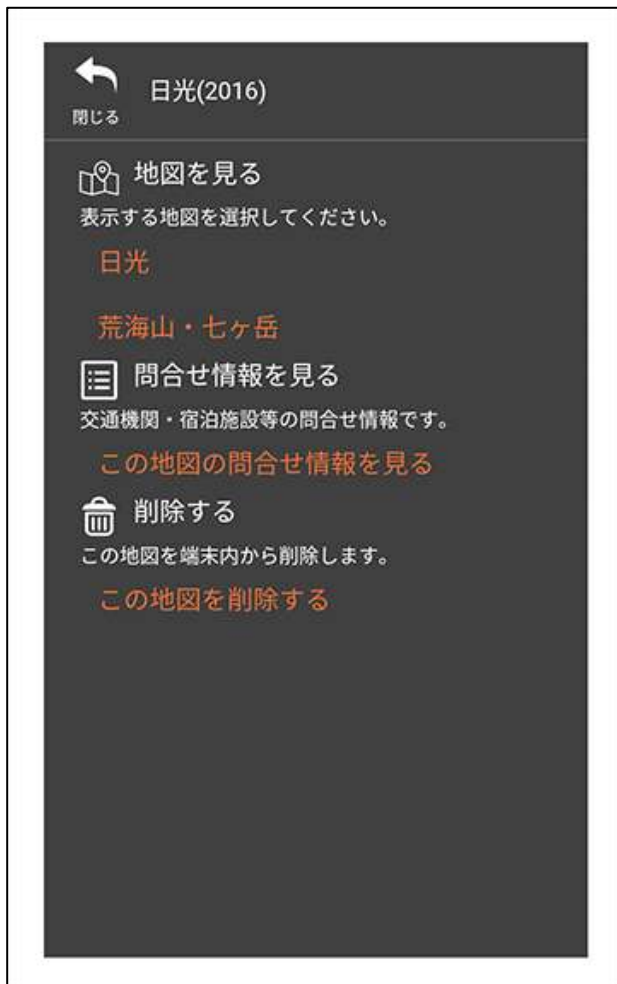 日光(2016)
閉じる
地図を見る
表示する地図を選択してください。
日光
荒海山・七ヶ岳
問合せ情報を見る
交通機関・宿泊施設等の問合せ情報です。
この地図の問合せ情報を見る
削除する
この地図を端末内から削除します。
この地図を削除する